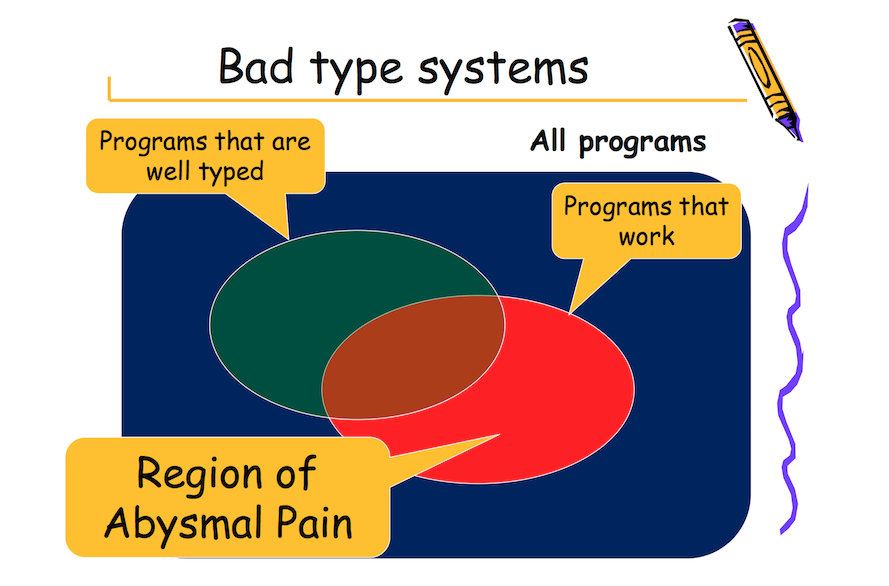 Bad type systems
Programs that are
well typed
All programs
Programs that
work
Region of
Abysmal Pain